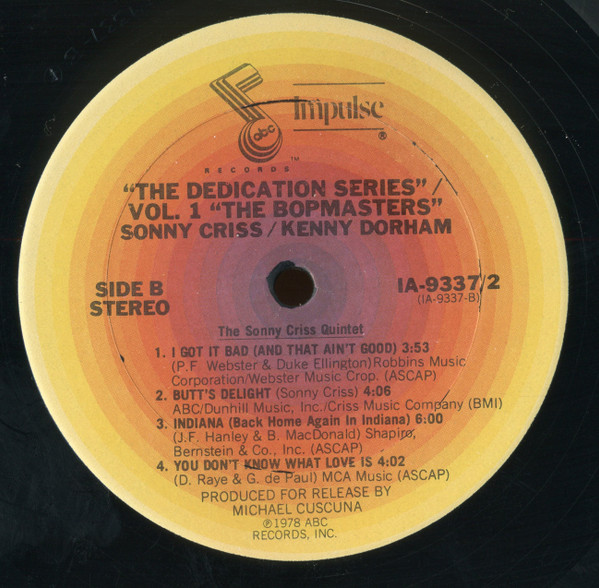 abc
Impulse
®
RECORDS
™
"THE DEDICATION SERIES"/
VOL. 1 "THE BOPMASTERS"
SONNY CRISS/KENNY DORHAM
SIDE B
STEREO
IA-9337/2
(IA-9337-B)
The Sonny Criss Quintet
1. I GOT IT BAD (AND THAT AIN'T GOOD) 3:53
(P.F. Webster & Duke Ellington)Robbins Music
Corporation/Webster Music Crop. (ASCAP)
2. BUTT'S DELIGHT (Sonny Criss) 4:06
ABC/Dunhill Music, Inc./Criss Music Company (BMI)
3. INDIANA (Back Home Again In Indiana) 6:00
(J.F. Hanley & B. MacDonald) Shapiro,
Bernstein & Co., Inc. (ASCAP)
4. YOU DON'T KNOW WHAT LOVE IS 4:02
(D. Raye & G. de Paul) MCA Music (ASCAP)
PRODUCED FOR RELEASE BY
MICHAEL CUSCUNA
℗1978 ABC
RECORDS, INC.